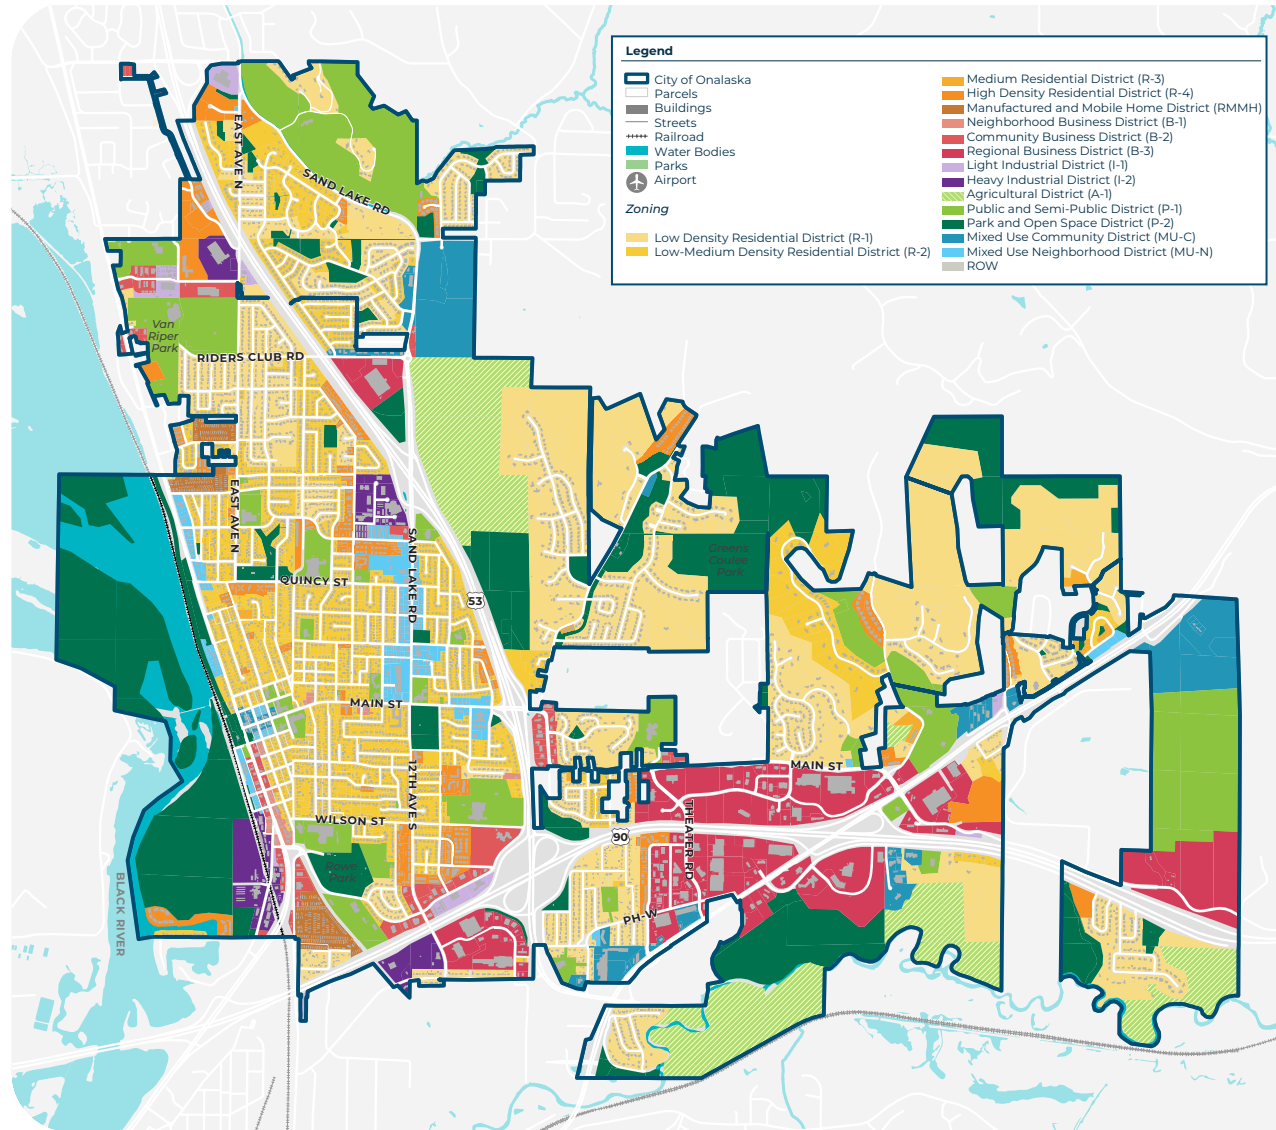 Legend
City of Onalaska
Parcels
Buildings
Streets
Railroad
Water Bodies
Parks
Airport
Zoning
Low Density Residential District (R-1)
Low-Medium Density Residential District (R-2)
Medium Residential District (R-3)
High Density Residential District (R-4)
Manufactured and Mobile Home District (RMMH)
Neighborhood Business District (B-1)
Community Business District (B-2)
Regional Business District (B-3)
Light Industrial District (I-1)
Heavy Industrial District (I-2)
Agricultural District (A-1)
Public and Semi-Public District (P-1)
Park and Open Space District (P-2)
Mixed Use Community District (MU-C)
Mixed Use Neighborhood District (MU-N)
ROW
EAST AVE N
SAND LAKE RD
Van
Riper
Park
RIDERS CLUB RD
EAST AVE N
SAND LAKE RD
QUINCY ST
53
Greens
Coulee
Park
MAIN ST
MAIN ST
12TH AVE S
THEATER RD
WILSON ST
90
Rowe
Park
PH-W
BLACK RIVER